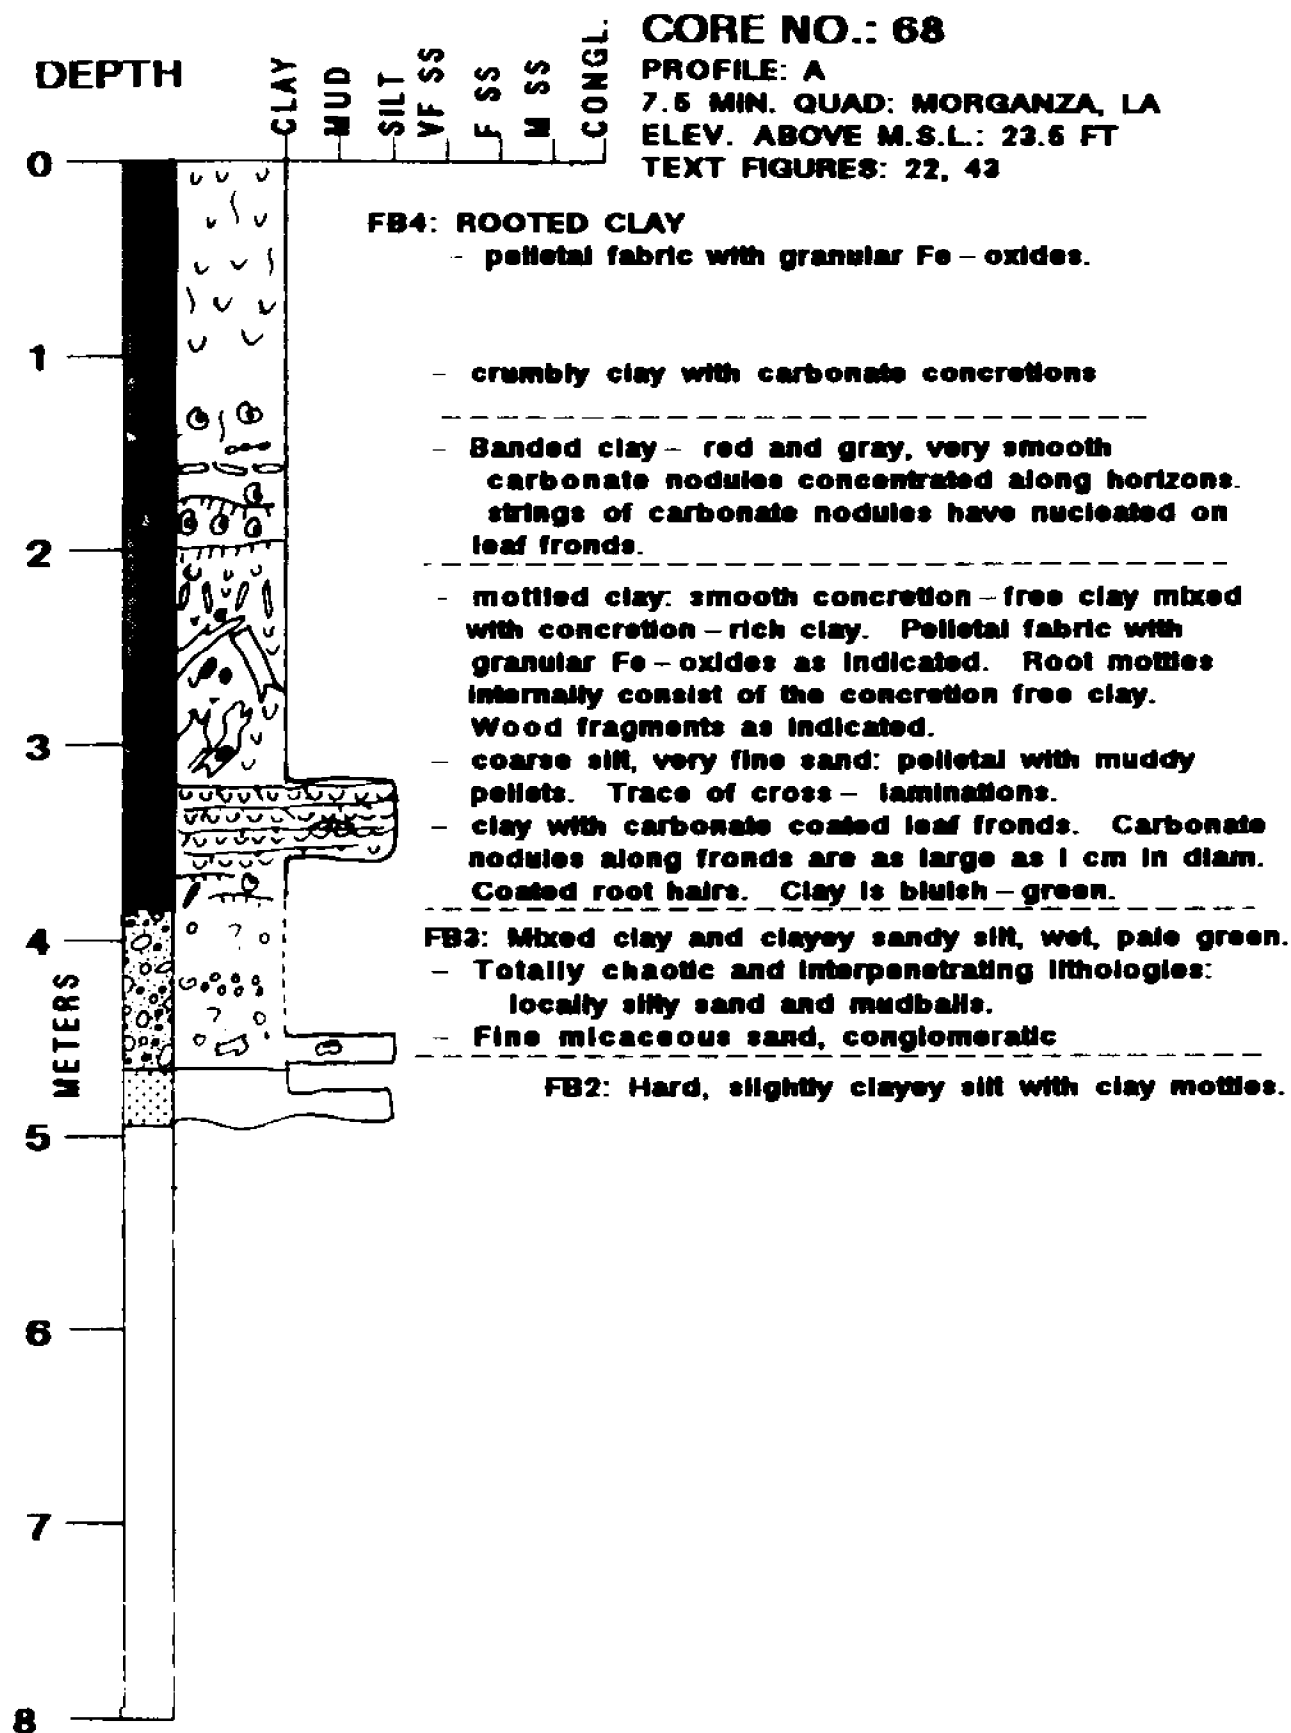 CORE NO.: 68
PROFILE: A
7.5 MIN. QUAD: MORGANZA, LA
ELEV. ABOVE M.S.L.: 23.5 FT
TEXT FIGURES: 22, 43
DEPTH
CLAY
MUD
SILT
VF SS
F SS
M SS
CONGL.
0
FB4: ROOTED CLAY
- pelletal fabric with granular Fe-oxides.
1
- crumbly clay with carbonate concretions
- Banded clay - red and gray, very smooth
carbonate nodules concentrated along horizons.
strings of carbonate nodules have nucleated on
leaf fronds.
2
- mottled clay: smooth concretion-free clay mixed
with concretion-rich clay. Pelletal fabric with
granular Fe-oxides as indicated. Root mottles
internally consist of the concretion free clay.
Wood fragments as indicated.
3
- coarse silt, very fine sand: pelletal with muddy
pellets. Trace of cross- laminations.
- clay with carbonate coated leaf fronds. Carbonate
nodules along fronds are as large as 1 cm in diam.
Coated root hairs. Clay is bluish-green.
FB3: Mixed clay and clayey sandy silt, wet, pale green.
4
- Totally chaotic and interpenetrating lithologies:
locally silty sand and mudballs.
- Fine micaceous sand, conglomeratic
METERS
FB2: Hard, slightly clayey silt with clay mottles.
5
6
7
8